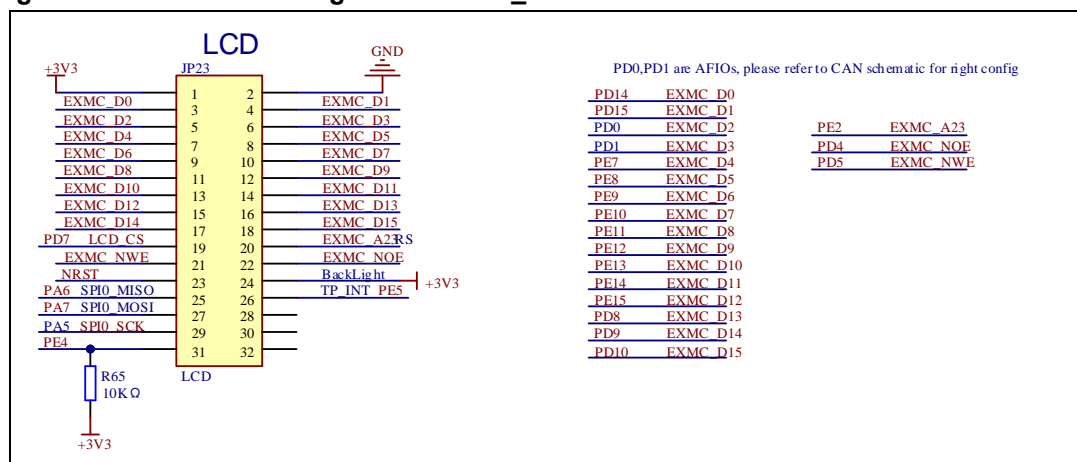 LCD
GND
+3V3
JP23
PD0,PD1 are AFIOs, please refer to CAN schematic for right config
1 2
EXMC_D0 3 4 EXMC_D1
EXMC_D2 5 6 EXMC_D3
EXMC_D4 7 8 EXMC_D5
EXMC_D6 9 10 EXMC_D7
EXMC_D8 11 12 EXMC_D9
EXMC_D10 13 14 EXMC_D11
EXMC_D12 15 16 EXMC_D13
EXMC_D14 17 18 EXMC_D15
PD7 LCD_CS 19 20 EXMC_A23 RS
EXMC_NWE 21 22 EXMC_NOE
NRST 23 24 BackLight +3V3
PA6 SPI0_MISO 25 26 TP_INT PE5
PA7 SPI0_MOSI 27 28
PA5 SPI0_SCK 29 30
PE4 31 32
R65
10KΩ
LCD
+3V3
PD14 EXMC_D0
PD15 EXMC_D1
PD0 EXMC_D2
PD1 EXMC_D3
PE7 EXMC_D4
PE8 EXMC_D5
PE9 EXMC_D6
PE10 EXMC_D7
PE11 EXMC_D8
PE12 EXMC_D9
PE13 EXMC_D10
PE14 EXMC_D11
PE15 EXMC_D12
PD8 EXMC_D13
PD9 EXMC_D14
PD10 EXMC_D15
PE2 EXMC_A23
PD4 EXMC_NOE
PD5 EXMC_NWE